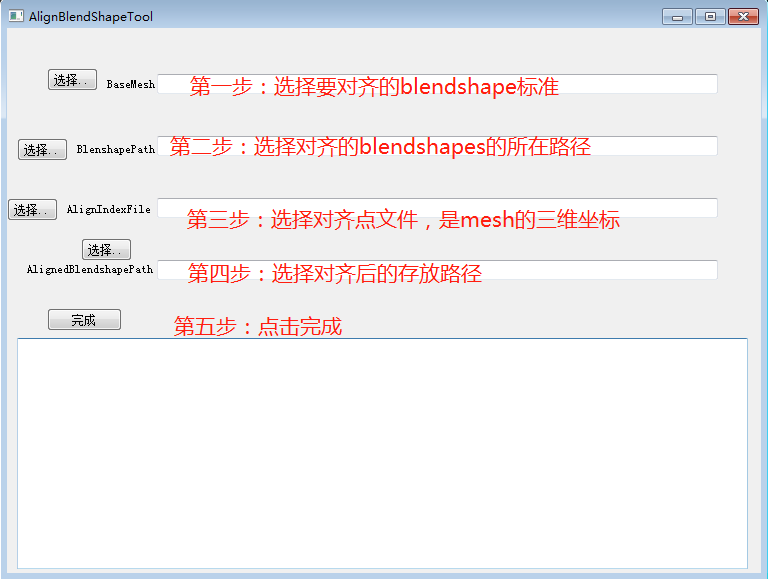 AlignBlendShapeTool
选择.. BaseMesh 第一步：选择要对齐的blendshape标准
选择.. BlenshapePath 第二步：选择对齐的blendshapes的所在路径
选择.. AlignIndexFile 第三步：选择对齐点文件，是mesh的三维坐标
选择..
AlignedBlendshapePath 第四步：选择对齐后的存放路径
完成 第五步：点击完成